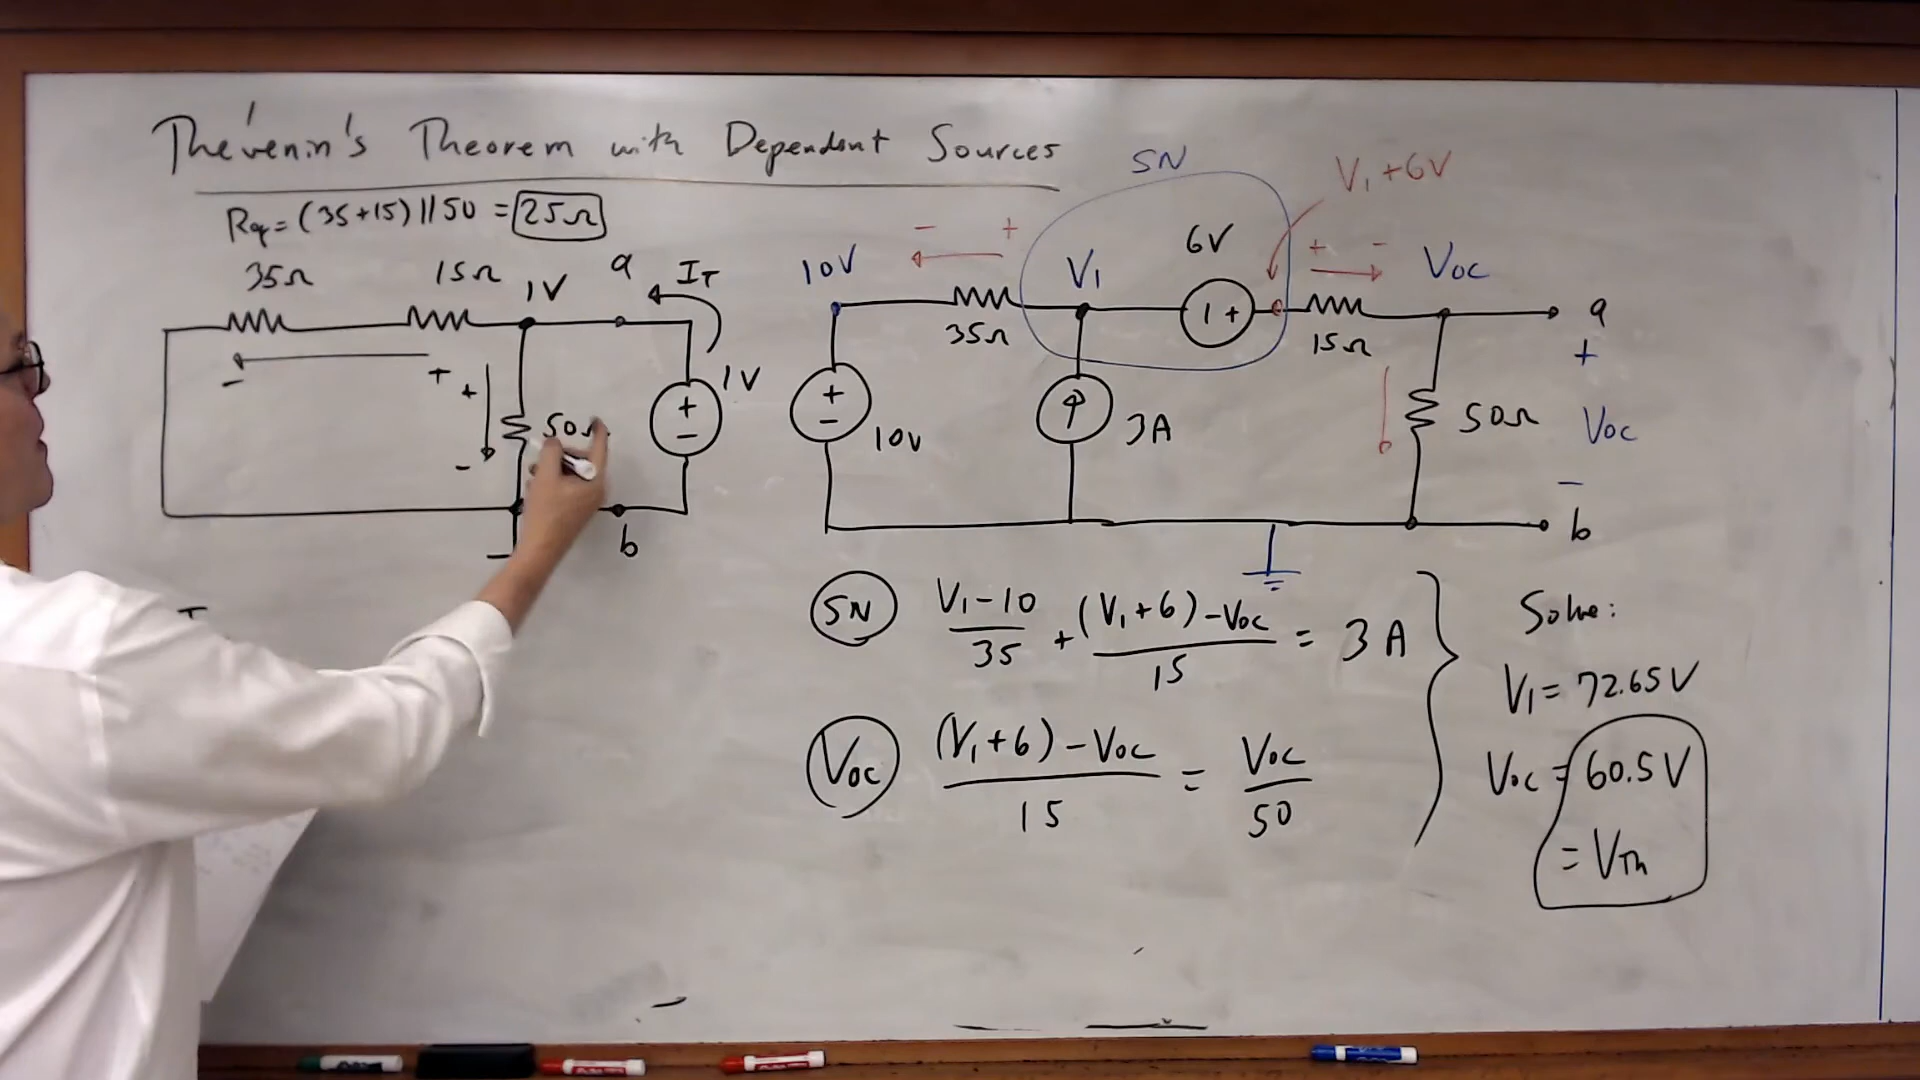 Thévenin's Theorem with Dependent Sources
Req = (35+15)||50 = 25Ω
35Ω
15Ω
1V
a
IT
-
+
+
-
50Ω
+
-
1V
b
SN
V1+6V
10V
-
+
V1
6V
+
-
VOC
35Ω
- +
15Ω
a
+
-
10V
3A
50Ω
+
VOC
-
b
SN
V1-10
35
+
(V1+6)-VOC
15
= 3A
VOC
(V1+6)-VOC
15
=
VOC
50
Solve:
V1 = 72.65V
VOC = 60.5V
= VTh